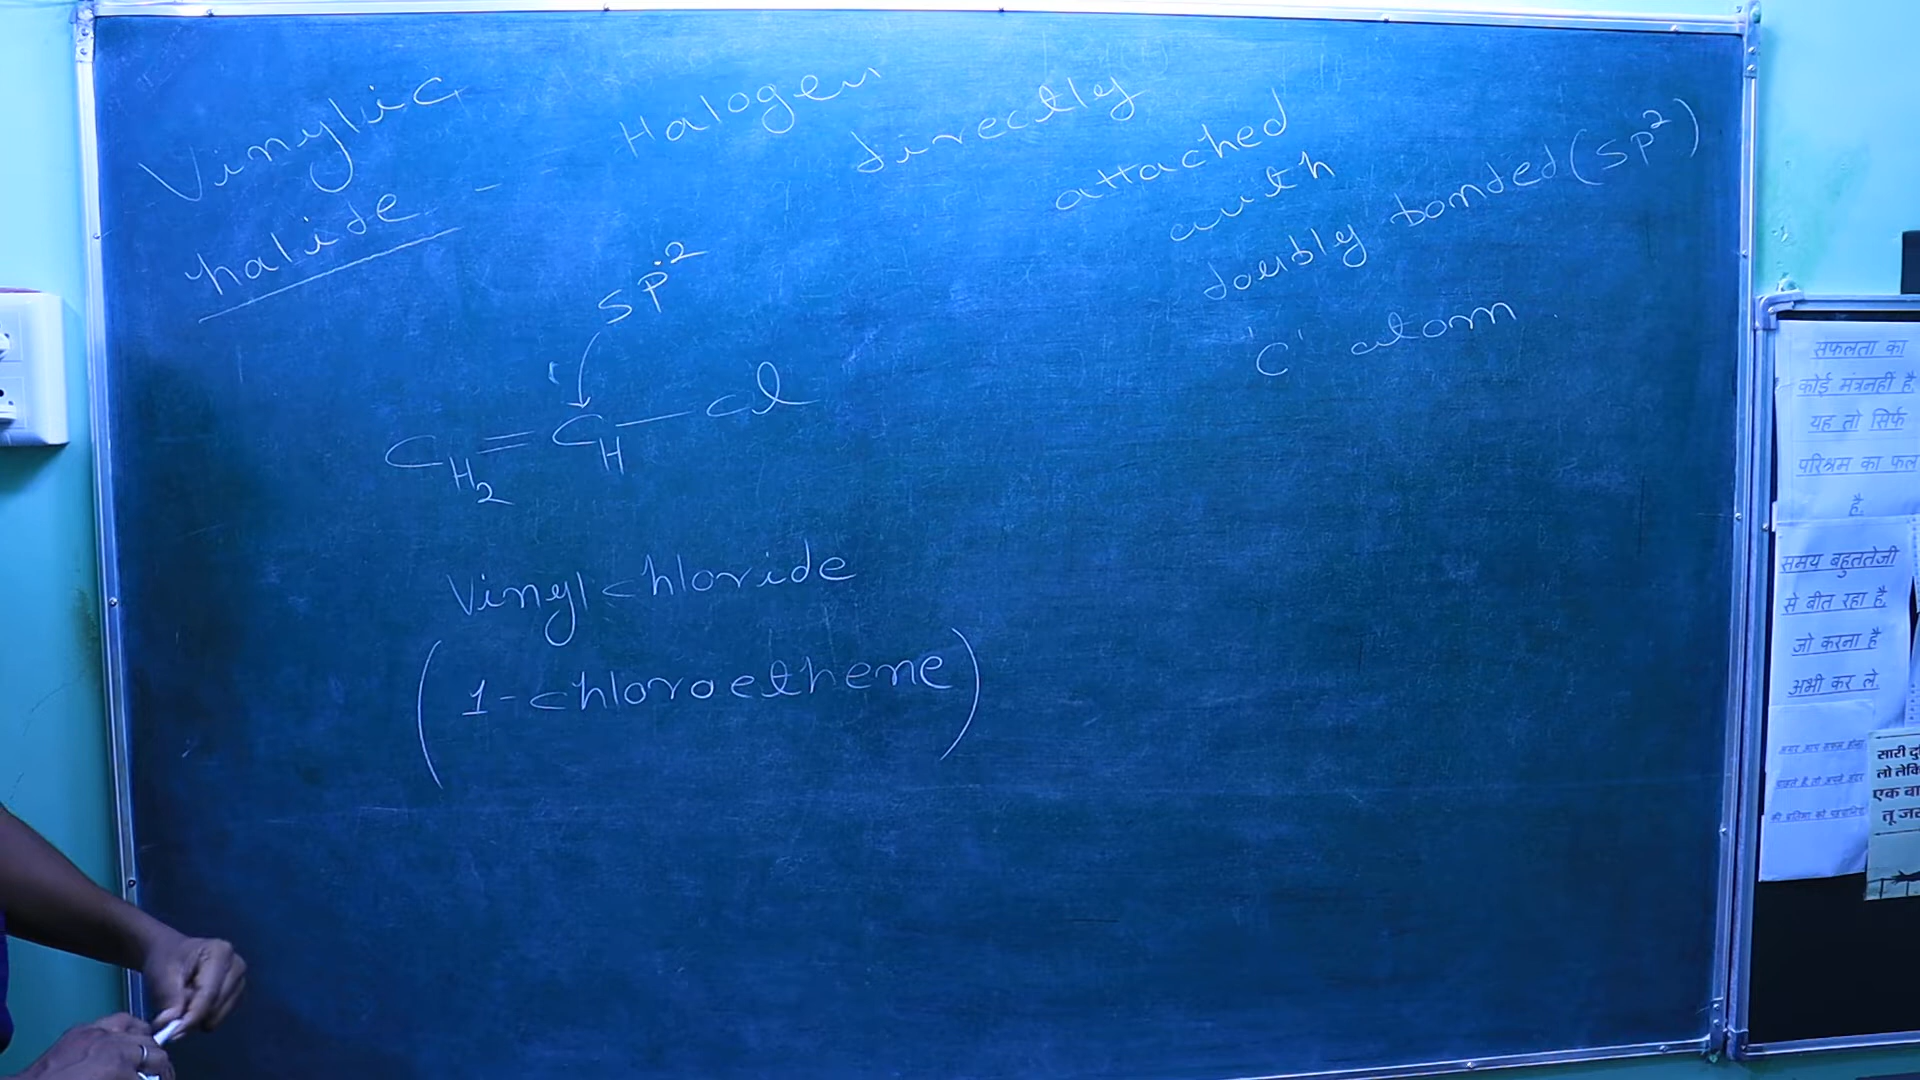 Vinylic
halide -
Halogen
directly
attached
with
doubly bonded (sp²)
'C' atom.
sp²
CH₂=CH-Cl
Vinyl chloride
(1-chloroethene)
सफलता का
कोई मंत्र नहीं है
यह तो सिर्फ
परिश्रम का फल
है.
समय बहुत तेजी
से बीत रहा है,
जो करना है
अभी कर ले.
सारी दु
लो लेकि
एक बा